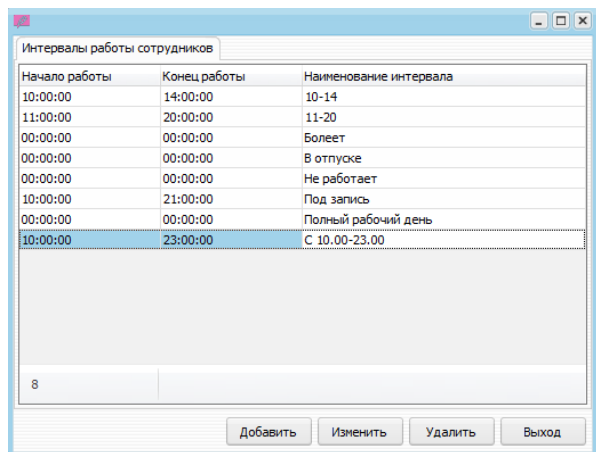 Интервалы работы сотрудников
Начало работы Конец работы Наименование интервала
10:00:00 14:00:00 10-14
11:00:00 20:00:00 11-20
00:00:00 00:00:00 Болеет
00:00:00 00:00:00 В отпуске
00:00:00 00:00:00 Не работает
10:00:00 21:00:00 Под запись
00:00:00 00:00:00 Полный рабочий день
10:00:00 23:00:00 С 10.00-23.00
8
Добавить Изменить Удалить Выход